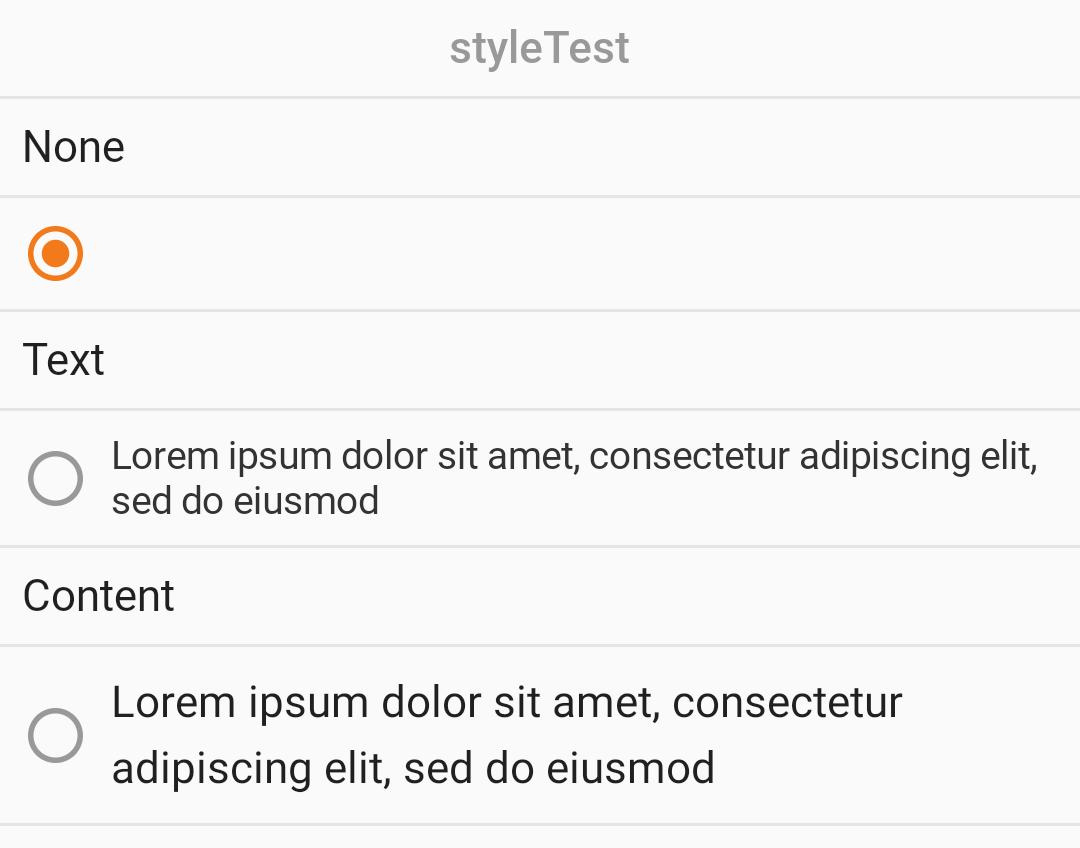 styleTest
None
Text
Lorem ipsum dolor sit amet, consectetur adipiscing elit,
sed do eiusmod
Content
Lorem ipsum dolor sit amet, consectetur
adipiscing elit, sed do eiusmod